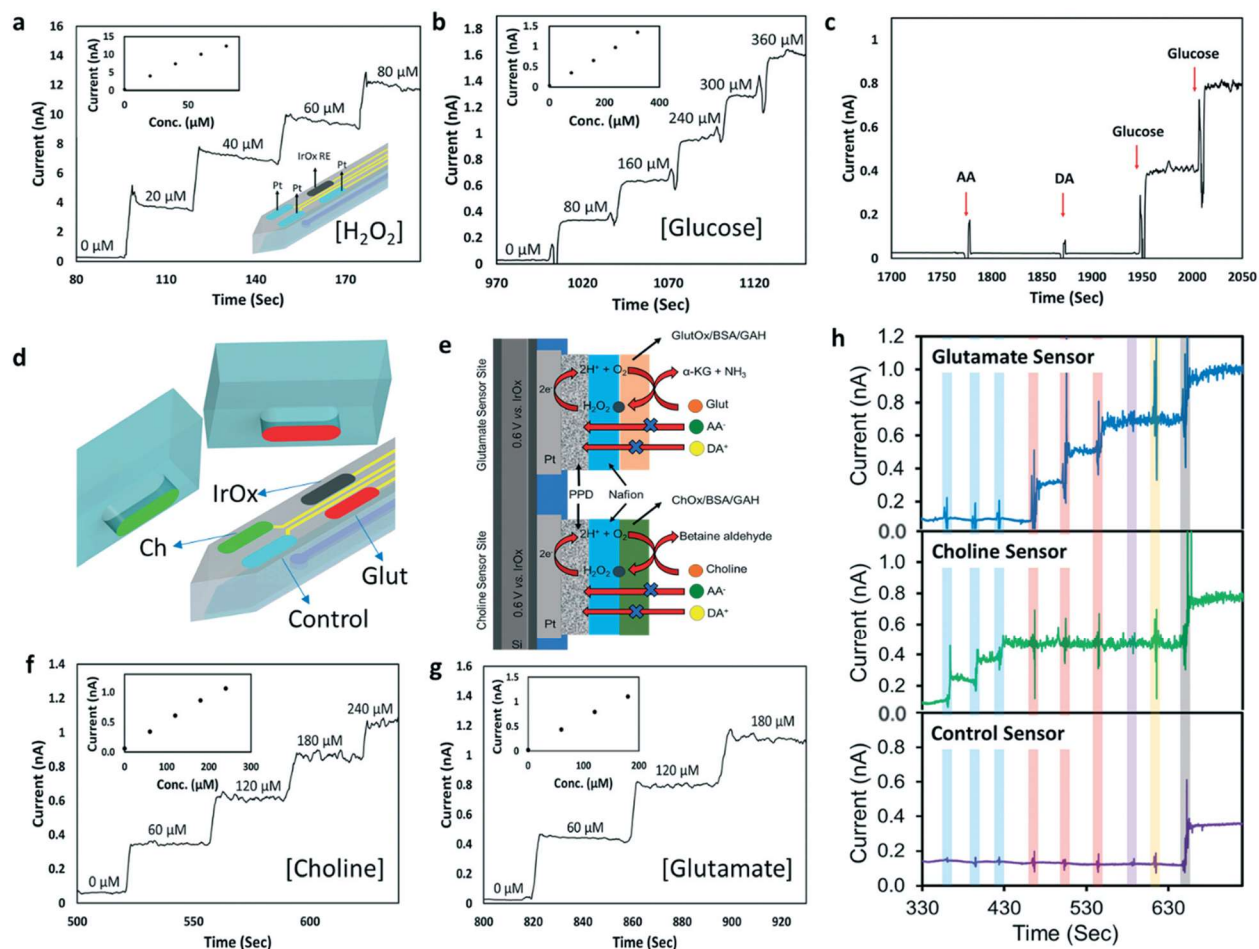 a
16
14
12
10
8
6
4
2
0
Current (nA)
80
110
140
170
Time (Sec)
15
10
5
0
Current (nA)
0
50
Conc. (µM)
0 µM
20 µM
40 µM
60 µM
80 µM
IrOx RE
Pt
Pt
Pt
[H₂O₂]
b
1.8
1.6
1.4
1.2
1
0.8
0.6
0.4
0.2
0
Current (nA)
970
1020
1070
1120
Time (Sec)
1.5
1
0.5
0
Current (nA)
0
200
400
Conc. (µM)
0 µM
80 µM
160 µM
240 µM
300 µM
360 µM
[Glucose]
c
1
0.8
0.6
0.4
0.2
0
Current (nA)
1700
1750
1800
1850
1900
1950
2000
2050
Time (Sec)
AA
DA
Glucose
Glucose
d
IrOx
Ch
Control
Glut
e
Glutamate Sensor Site
Choline Sensor Site
0.6 V vs. IrOx
0.6 V vs. IrOx
Si
Pt
Pt
GlutOx/BSA/GAH
2e⁻
2H⁺ + O₂
H₂O₂
α-KG + NH₃
Glut
AA⁻
DA⁺
PPD
Nafion
ChOx/BSA/GAH
2e⁻
2H⁺ + O₂
H₂O₂
Betaine aldehyde
Choline
AA⁻
DA⁺
f
1.4
1.2
1.0
0.8
0.6
0.4
0.2
0
Current (nA)
500
550
600
Time (Sec)
1.0
0.5
0.0
Current (nA)
0
100
200
300
Conc. (µM)
0 µM
60 µM
120 µM
180 µM
240 µM
[Choline]
g
1.6
1.4
1.2
1
0.8
0.6
0.4
0.2
0
Current (nA)
800
820
840
860
900
920
Time (Sec)
1.5
1
0.5
0
Current (nA)
0
100
200
Conc. (µM)
0 µM
60 µM
120 µM
180 µM
[Glutamate]
h
Glutamate Sensor
1.2
1.0
0.8
0.6
0.4
0.2
0.0
Current (nA)
Choline Sensor
1.0
0.8
0.6
0.4
0.2
0.0
Current (nA)
Control Sensor
1.0
0.8
0.6
0.4
0.2
0.0
Current (nA)
330
430
530
630
Time (Sec)